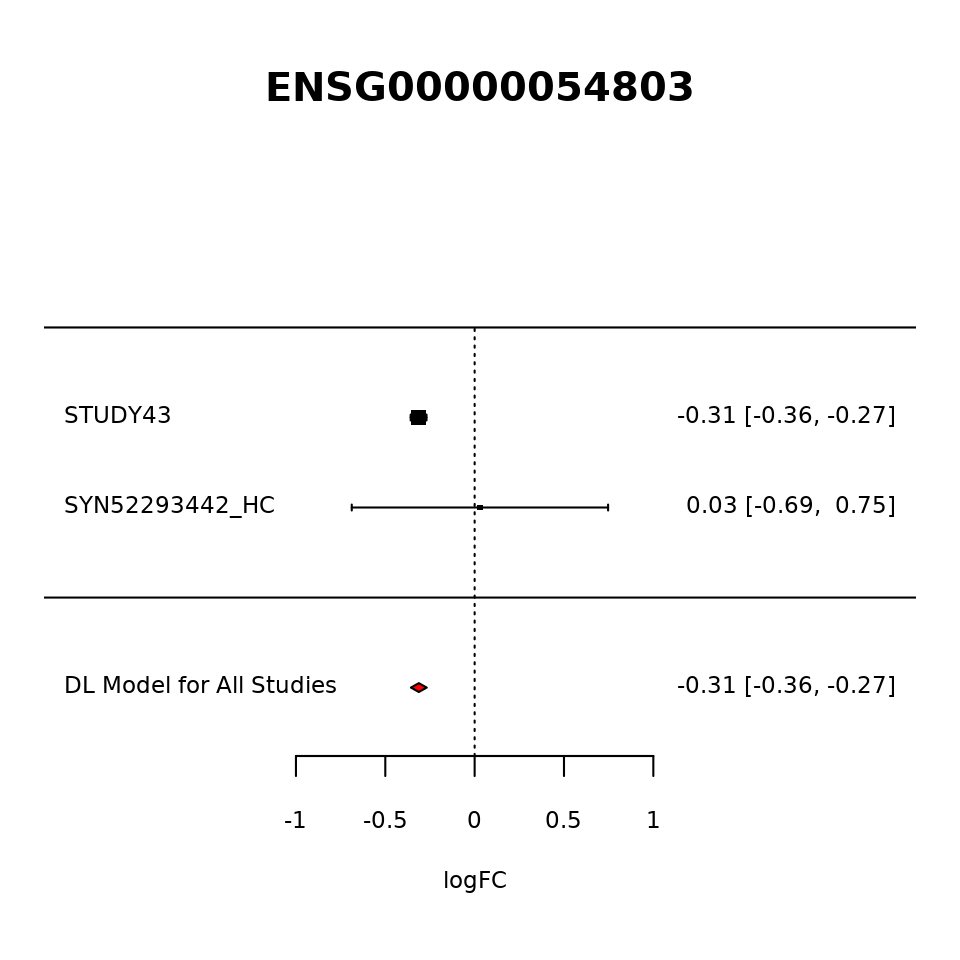 ENSG00000054803
STUDY43 -0.31 [-0.36, -0.27]
SYN52293442_HC 0.03 [-0.69, 0.75]
DL Model for All Studies -0.31 [-0.36, -0.27]
-1 -0.5 0 0.5 1
logFC